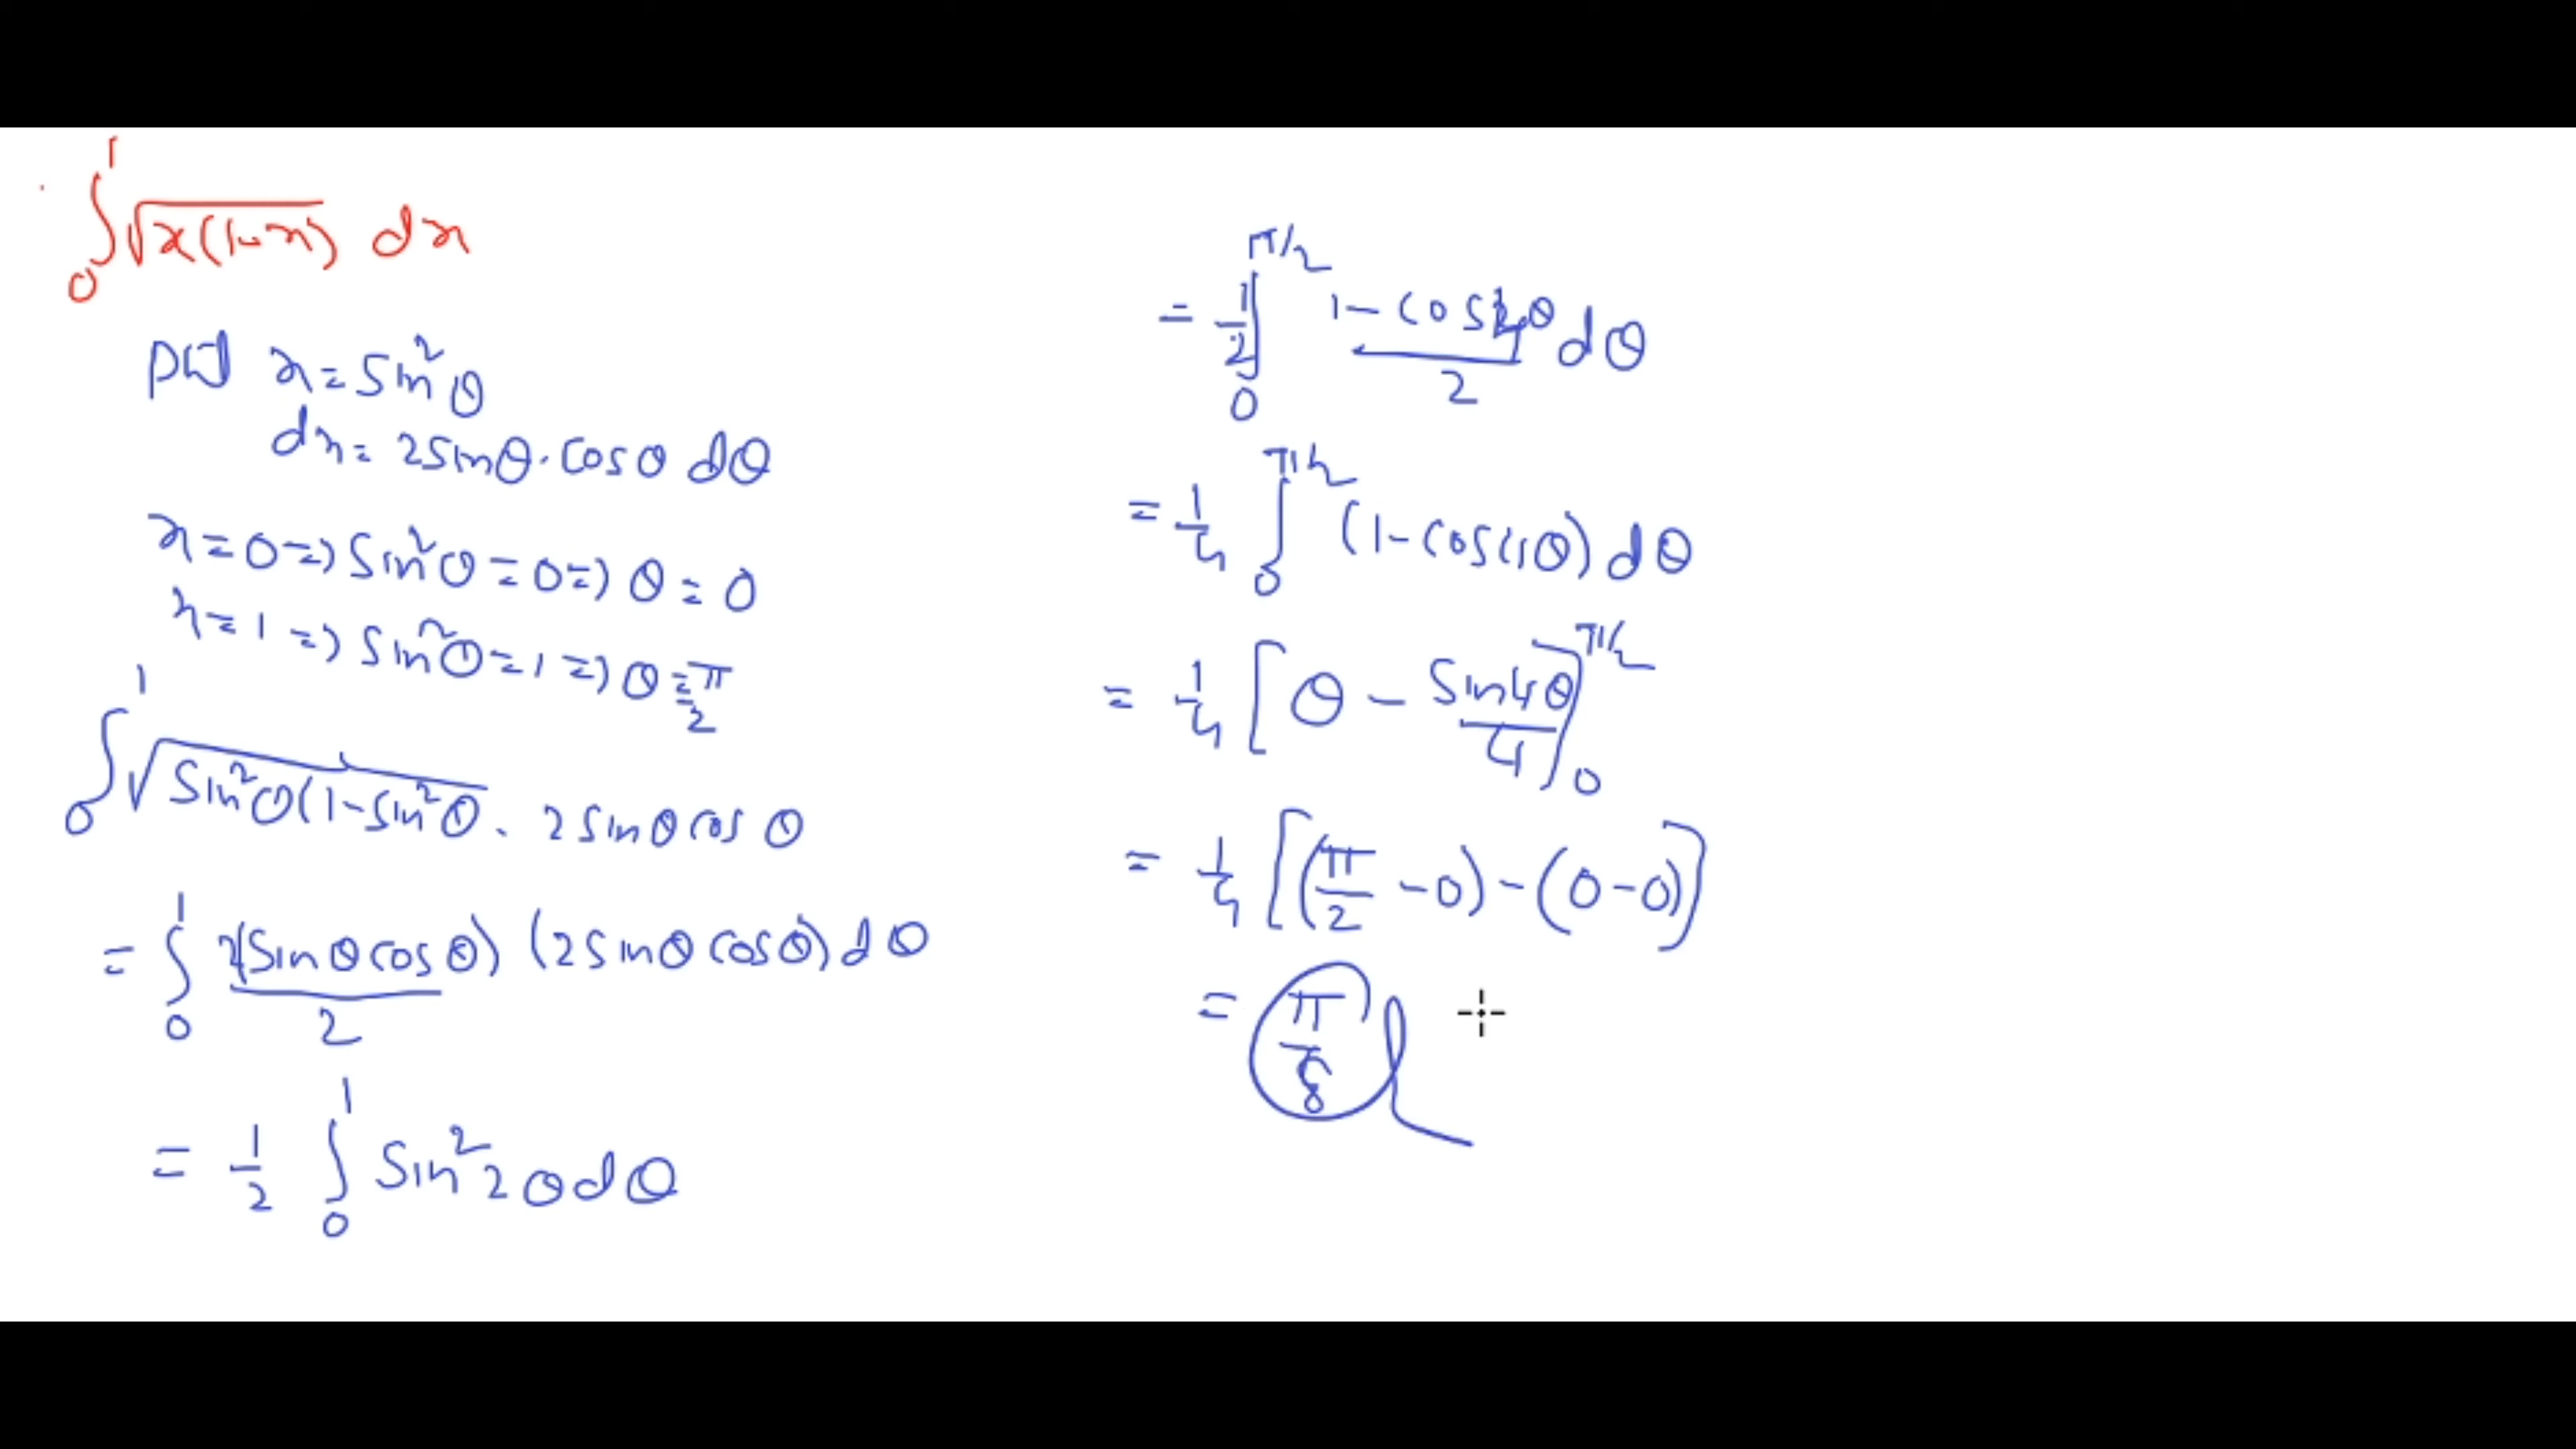 ∫₀¹ √x(1-x) dx
put x = sin²θ
dx = 2sinθ·cosθ dθ
x=0 => sin²θ=0 => θ=0
x=1 => sin²θ=1 => θ=π/2
∫₀¹ √sin²θ(1-sin²θ . 2sinθcosθ
= ∫₀¹ 2(sinθcosθ)/2 (2sinθcosθ)dθ
= 1/2 ∫₀¹ sin²2θdθ
= 1/2 ∫₀^π/2 (1-cos4θ)/2 dθ
= 1/4 ∫₀^π/2 (1-cos4θ)dθ
= 1/4 [θ - sin4θ/4]₀^π/2
= 1/4 [(π/2 -0)-(0-0)]
= π/8